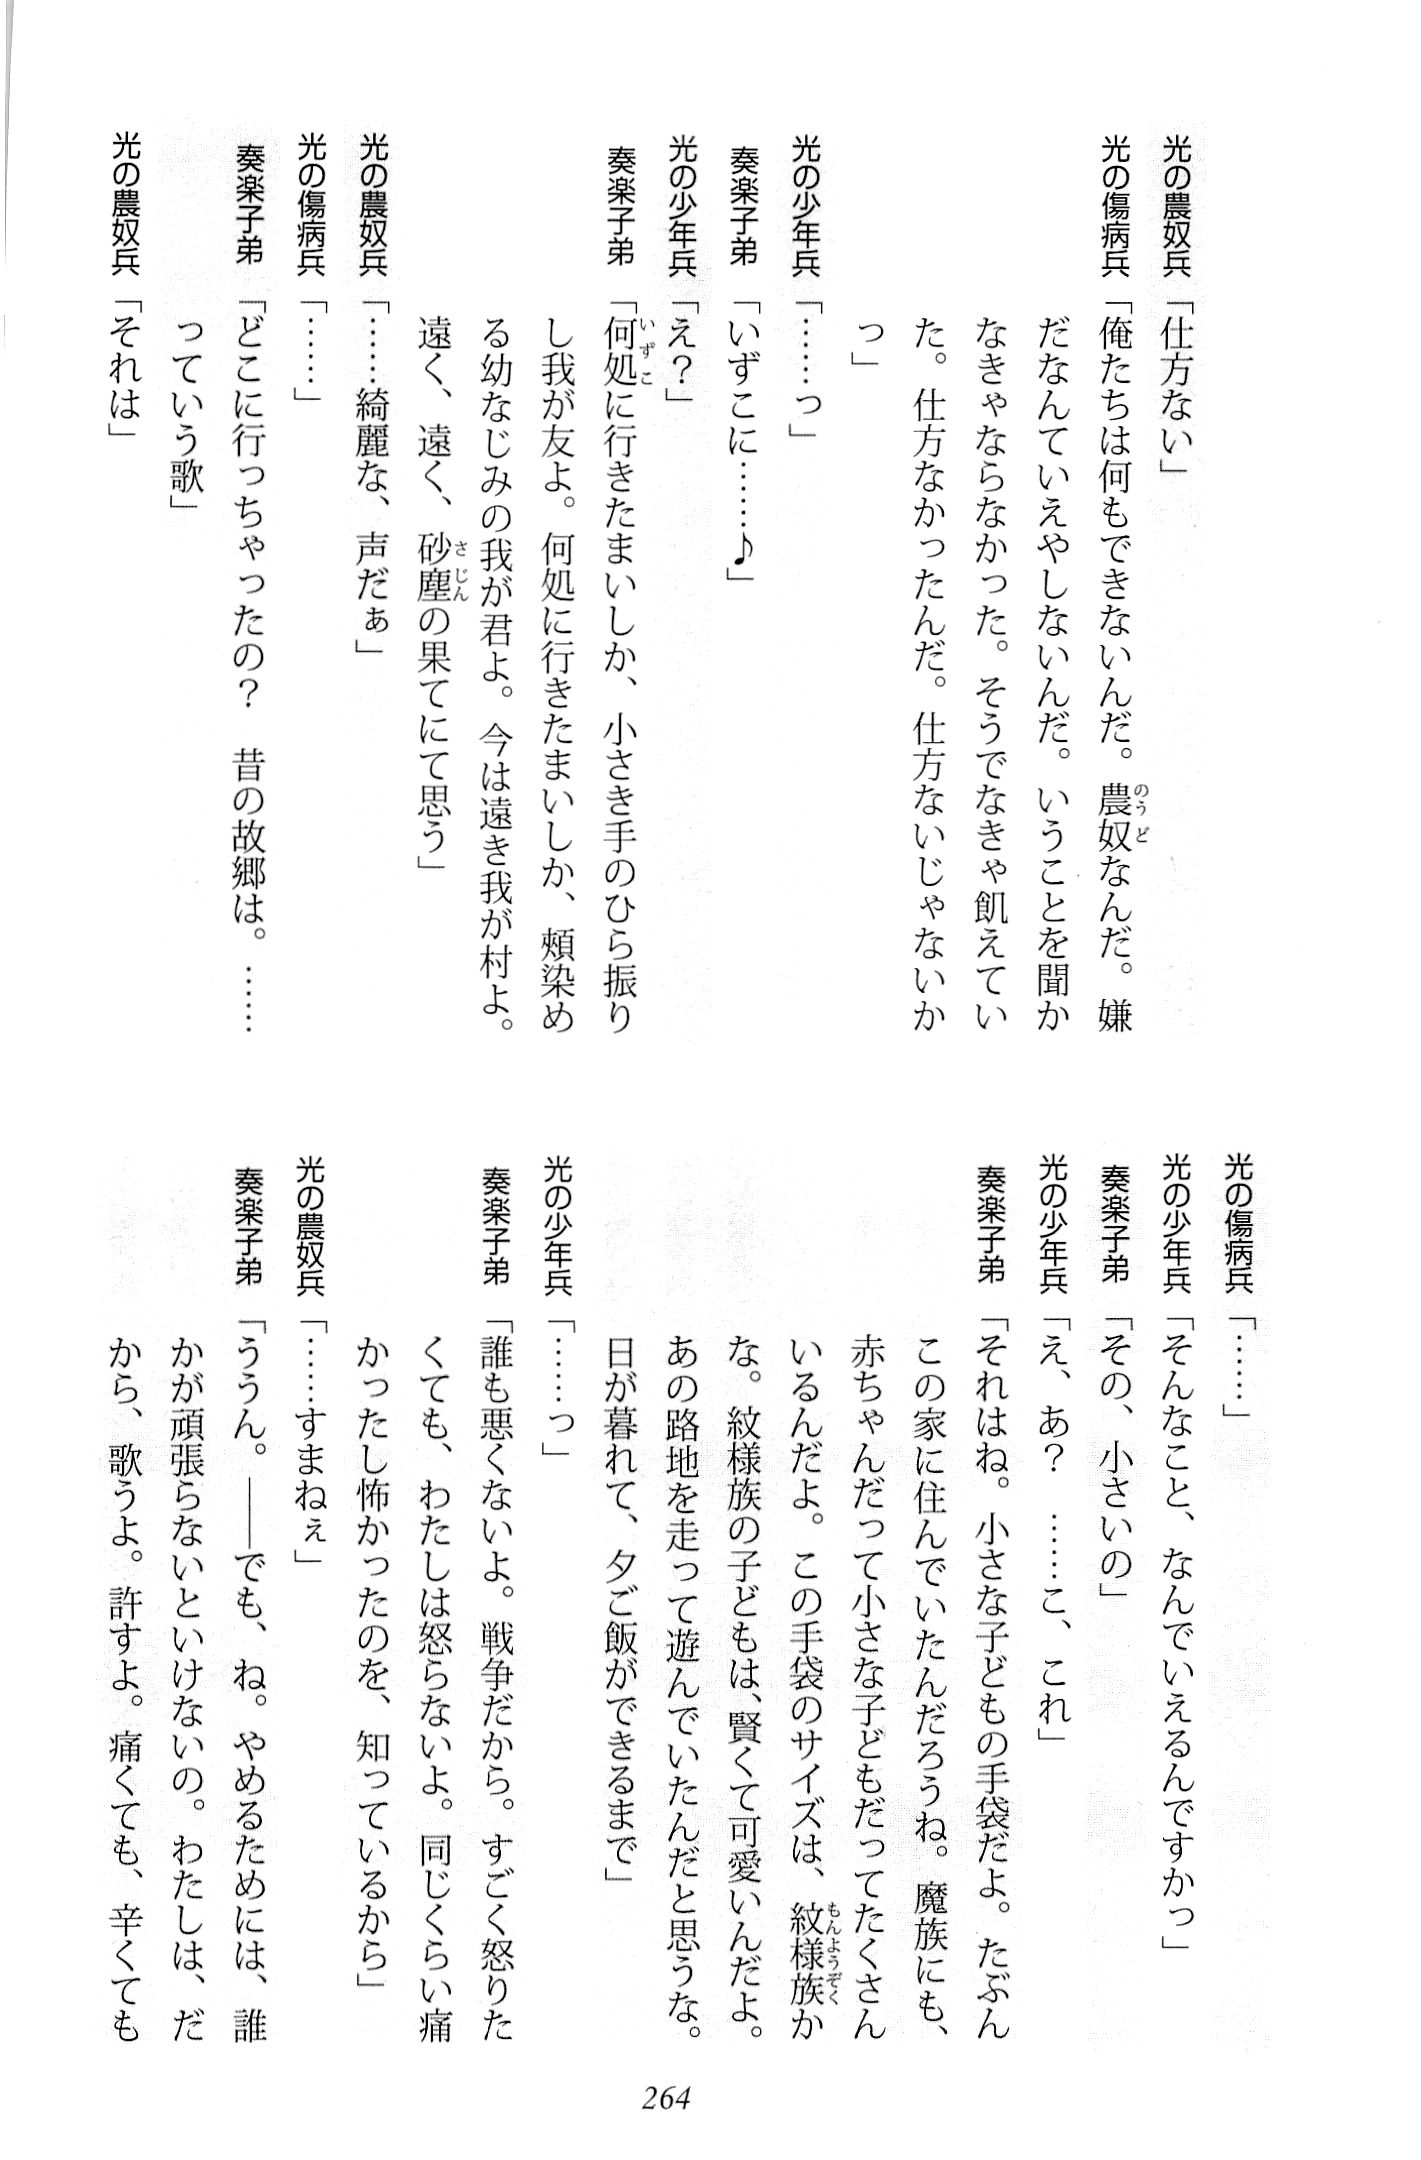 光の農奴兵「仕方ない」
光の傷病兵「俺たちは何もできないんだ。農奴なんだ。嫌
だなんていえやしないんだ。いうことを聞か
なきゃならなかった。そうでなきゃ飢えてい
た。仕方なかったんだ。仕方ないじゃないか
っ」
光の少年兵「……っ」
奏楽子弟「いずこに……♪」
光の少年兵「え？」
奏楽子弟「何処に行きたまいしか、小さき手のひら振り
し我が友よ。何処に行きたまいしか、頬染め
る幼なじみの我が君よ。今は遠き我が村よ。
遠く、遠く、砂塵の果てにて思う」
光の農奴兵「……綺麗な、声だぁ」
光の傷病兵「……」
奏楽子弟「どこに行っちゃったの？　昔の故郷は。……
っていう歌」
光の農奴兵「それは」
光の傷病兵「……」
光の少年兵「そんなこと、なんでいえるんですかっ」
奏楽子弟「その、小さいの」
光の少年兵「え、あ？　……こ、これ」
奏楽子弟「それはね。小さな子どもの手袋だよ。たぶん
この家に住んでいたんだろうね。魔族にも、
赤ちゃんだって小さな子どもだってたくさん
いるんだよ。この手袋のサイズは、紋様族か
な。紋様族の子どもは、賢くて可愛いんだよ。
あの路地を走って遊んでいたんだと思うな。
日が暮れて、夕ご飯ができるまで」
光の少年兵「……っ」
奏楽子弟「誰も悪くないよ。戦争だから。すごく怒りた
くても、わたしは怒らないよ。同じくらい痛
かったし怖かったのを、知っているから」
光の農奴兵「……すまねぇ」
奏楽子弟「ううん。――でも、ね。やめるためには、誰
かが頑張らないといけないの。わたしは、だ
から、歌うよ。許すよ。痛くても、辛くても
264